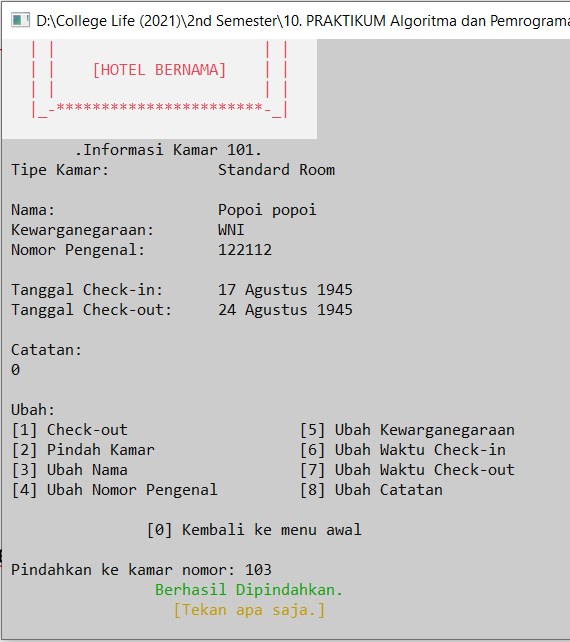 D:\College Life (2021)\2nd Semester\10. PRAKTIKUM Algoritma dan Pemrograma
| |                       | |
| |    [HOTEL BERNAMA]    | |
| |                       | |
|_-***********************-_|
.Informasi Kamar 101.
Tipe Kamar:            Standard Room
Nama:                  Popoi popoi
Kewarganegaraan:       WNI
Nomor Pengenal:        122112
Tanggal Check-in:      17 Agustus 1945
Tanggal Check-out:     24 Agustus 1945
Catatan:
0
Ubah:
[1] Check-out                   [5] Ubah Kewarganegaraan
[2] Pindah Kamar                [6] Ubah Waktu Check-in
[3] Ubah Nama                   [7] Ubah Waktu Check-out
[4] Ubah Nomor Pengenal         [8] Ubah Catatan
[0] Kembali ke menu awal
Pindahkan ke kamar nomor: 103
Berhasil Dipindahkan.
[Tekan apa saja.]